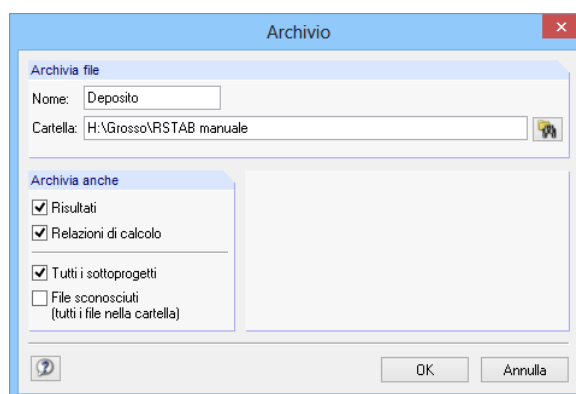 Archivio
Archivia file
Nome: Deposito
Cartella: H:\Grosso\RSTAB manuale
Archivia anche
Risultati
Relazioni di calcolo
Tutti i sottoprogetti
File sconosciuti
(tutti i file nella cartella)
OK Annulla